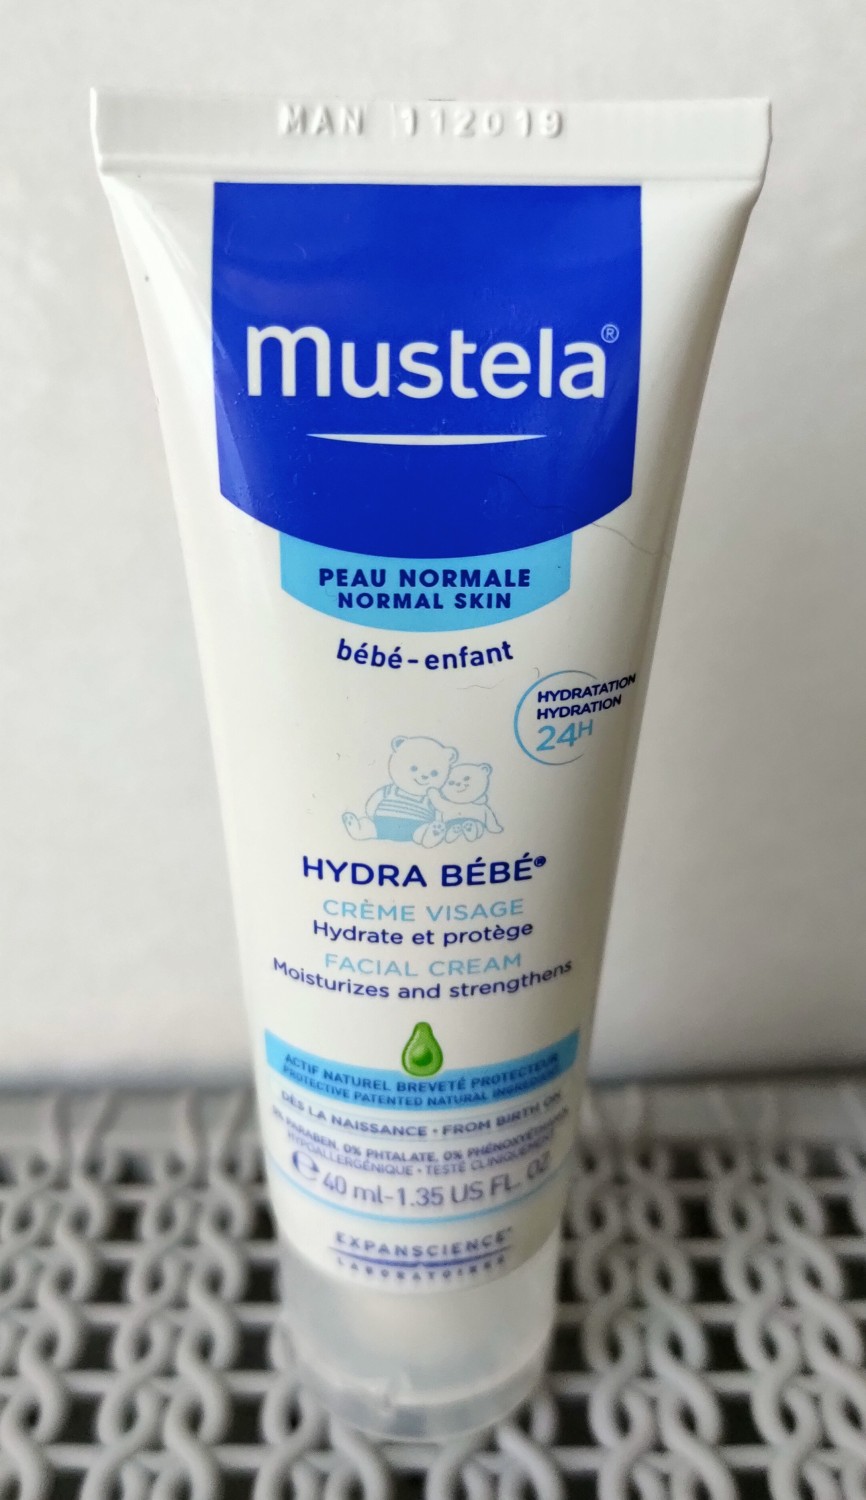 MAN 112019
mustela®
PEAU NORMALE
NORMAL SKIN
bébé-enfant
HYDRATATION
HYDRATION
24H
HYDRA BÉBÉ®
CRÈME VISAGE
Hydrate et protège
FACIAL CREAM
Moisturizes and strengthens
ACTIF NATUREL BREVETÉ PROTECTEUR
PROTECTIVE PATENTED NATURAL INGREDIENT
DÈS LA NAISSANCE • FROM BIRTH ON
0% PARABEN, 0% PHTALATE, 0% PHÉNOXYÉTHANOL
HYPOALLERGÉNIQUE • TESTÉ CLINIQUEMENT
e 40 ml-1.35 US FL. OZ
EXPANSCIENCE®
LABORATOIRES